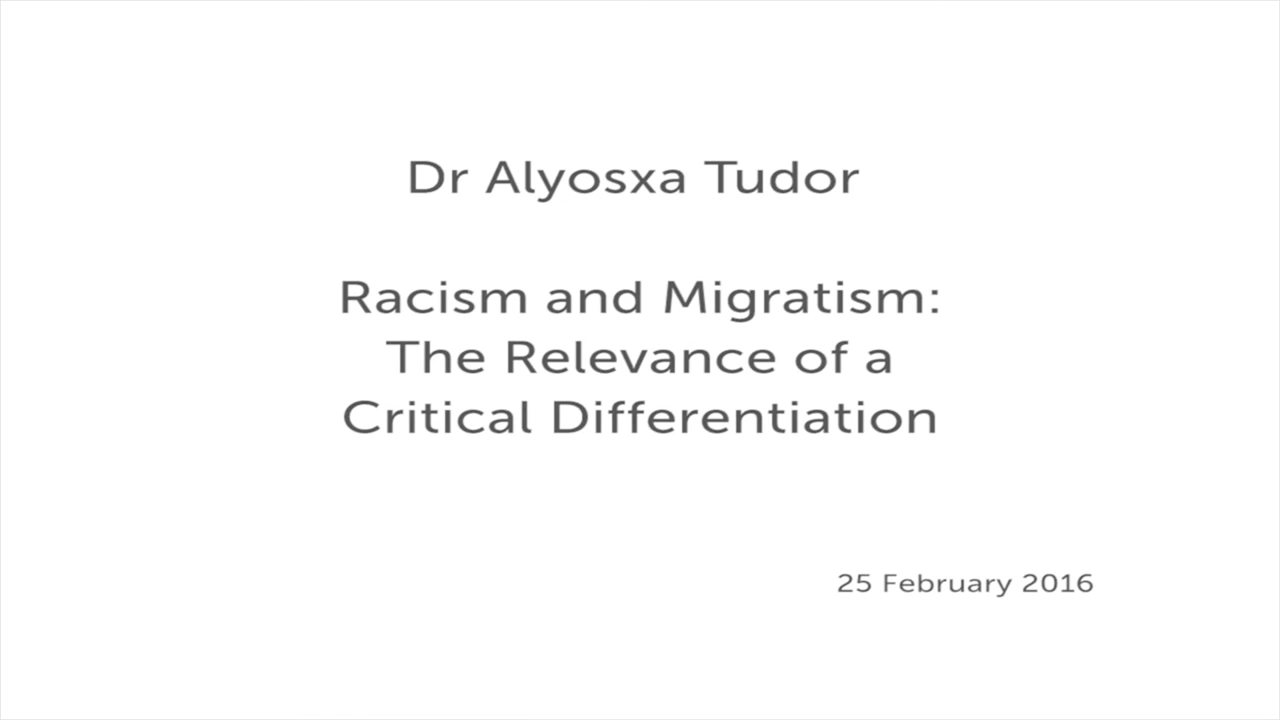 Dr Alyosxa Tudor
Racism and Migratism:
The Relevance of a
Critical Differentiation
25 February 2016